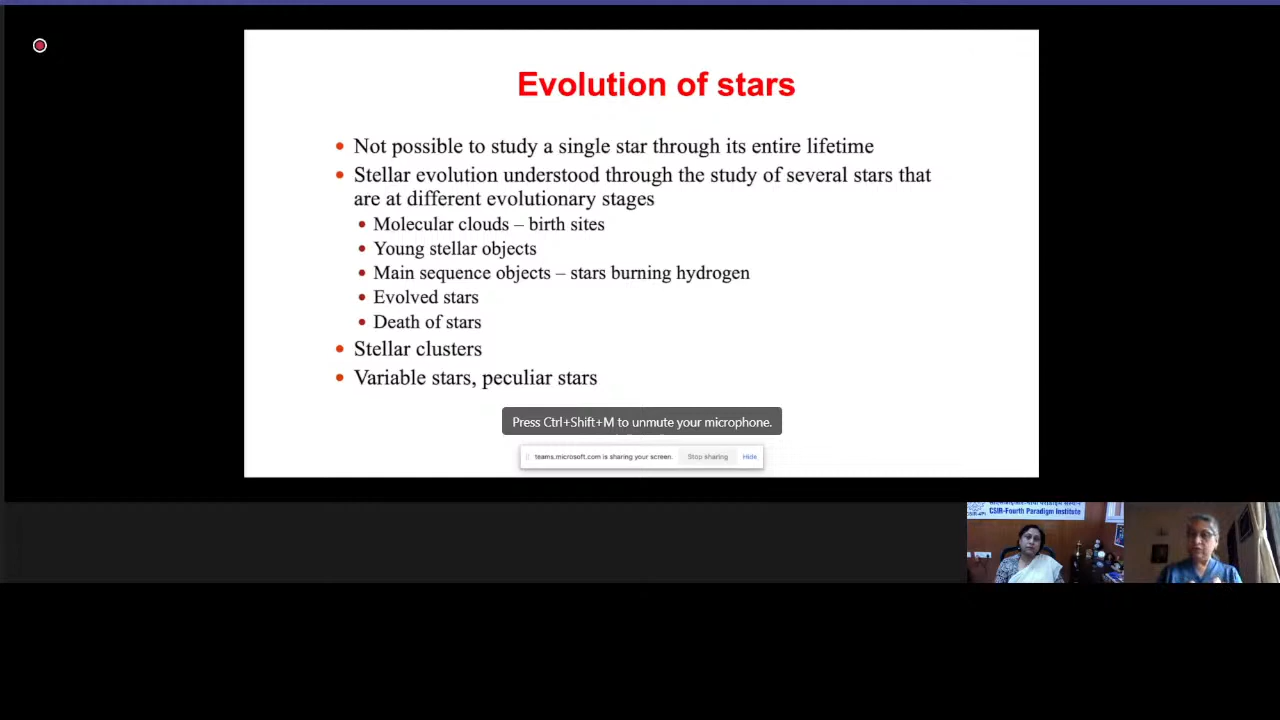 Evolution of stars
• Not possible to study a single star through its entire lifetime
• Stellar evolution understood through the study of several stars that
are at different evolutionary stages
• Molecular clouds – birth sites
• Young stellar objects
• Main sequence objects – stars burning hydrogen
• Evolved stars
• Death of stars
• Stellar clusters
• Variable stars, peculiar stars
Press Ctrl+Shift+M to unmute your microphone.
teams.microsoft.com is sharing your screen. Stop sharing Hide
CSIR-Fourth Paradigm Institute